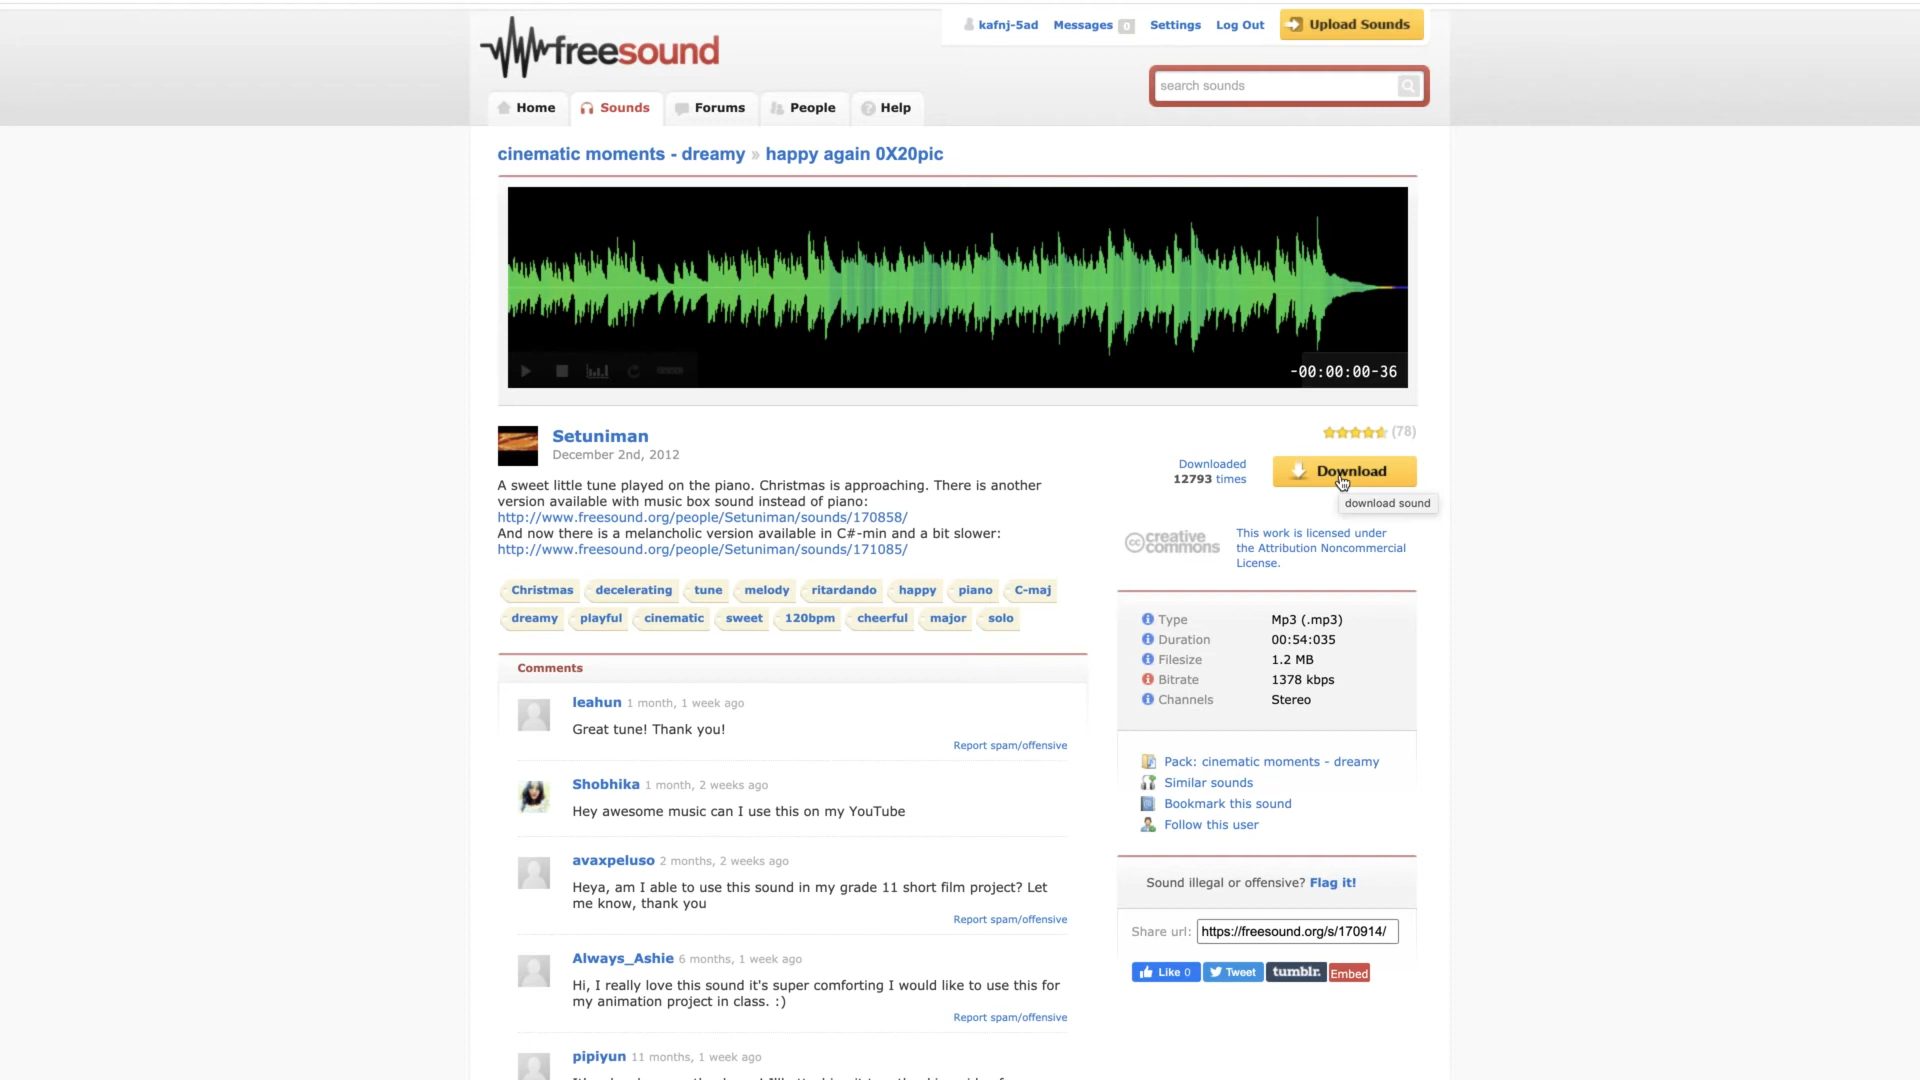 kafnj-5ad Messages 0 Settings Log Out Upload Sounds
freesound
search sounds
Home Sounds Forums People Help
cinematic moments - dreamy » happy again 0X20pic
-00:00:00-36
Setuniman
December 2nd, 2012
A sweet little tune played on the piano. Christmas is approaching. There is another
version available with music box sound instead of piano:
http://www.freesound.org/people/Setuniman/sounds/170858/
And now there is a melancholic version available in C#-min and a bit slower:
http://www.freesound.org/people/Setuniman/sounds/171085/
Christmas decelerating tune melody ritardando happy piano C-maj
dreamy playful cinematic sweet 120bpm cheerful major solo
(78)
Downloaded
12793 times
Download
download sound
creative
commons
This work is licensed under
the Attribution Noncommercial
License.
Type Mp3 (.mp3)
Duration 00:54:035
Filesize 1.2 MB
Bitrate 1378 kbps
Channels Stereo
Pack: cinematic moments - dreamy
Similar sounds
Bookmark this sound
Follow this user
Sound illegal or offensive? Flag it!
Share url: https://freesound.org/s/170914/
Like 0 Tweet tumblr. Embed
Comments
leahun 1 month, 1 week ago
Great tune! Thank you!
Report spam/offensive
Shobhika 1 month, 2 weeks ago
Hey awesome music can I use this on my YouTube
avaxpeluso 2 months, 2 weeks ago
Heya, am I able to use this sound in my grade 11 short film project? Let
me know, thank you
Report spam/offensive
Always_Ashie 6 months, 1 week ago
Hi, I really love this sound it's super comforting I would like to use this for
my animation project in class. :)
Report spam/offensive
pipiyun 11 months, 1 week ago